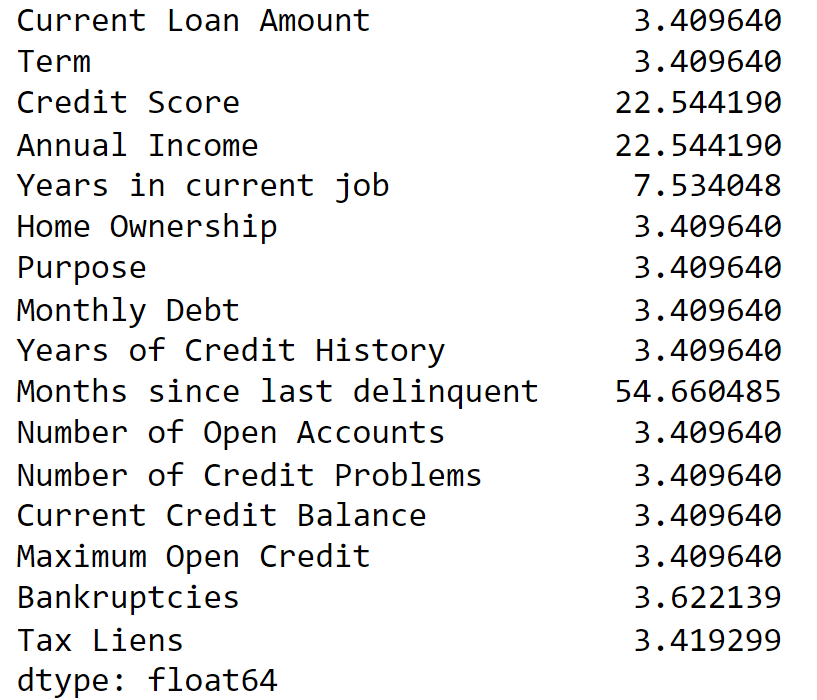 Current Loan Amount 3.409640
Term 3.409640
Credit Score 22.544190
Annual Income 22.544190
Years in current job 7.534048
Home Ownership 3.409640
Purpose 3.409640
Monthly Debt 3.409640
Years of Credit History 3.409640
Months since last delinquent 54.660485
Number of Open Accounts 3.409640
Number of Credit Problems 3.409640
Current Credit Balance 3.409640
Maximum Open Credit 3.409640
Bankruptcies 3.622139
Tax Liens 3.419299
dtype: float64